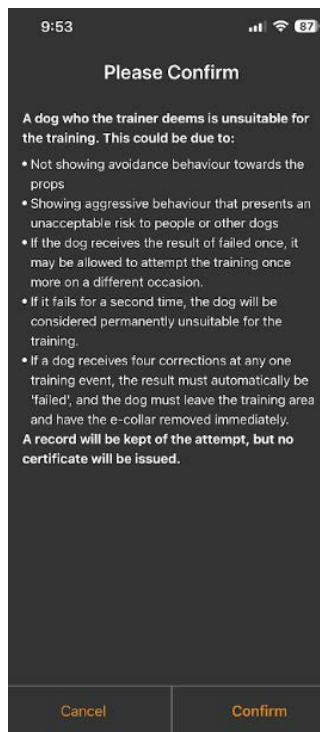 9:53
87
Please Confirm
A dog who the trainer deems is unsuitable for
the training. This could be due to:
• Not showing avoidance behaviour towards the
props
• Showing aggressive behaviour that presents an
unacceptable risk to people or other dogs
• If the dog receives the result of failed once, it
may be allowed to attempt the training once
more on a different occasion.
• If it fails for a second time, the dog will be
considered permanently unsuitable for the
training.
• If a dog receives four corrections at any one
training event, the result must automatically be
'failed', and the dog must leave the training area
and have the e-collar removed immediately.
A record will be kept of the attempt, but no
certificate will be issued.
Cancel
Confirm